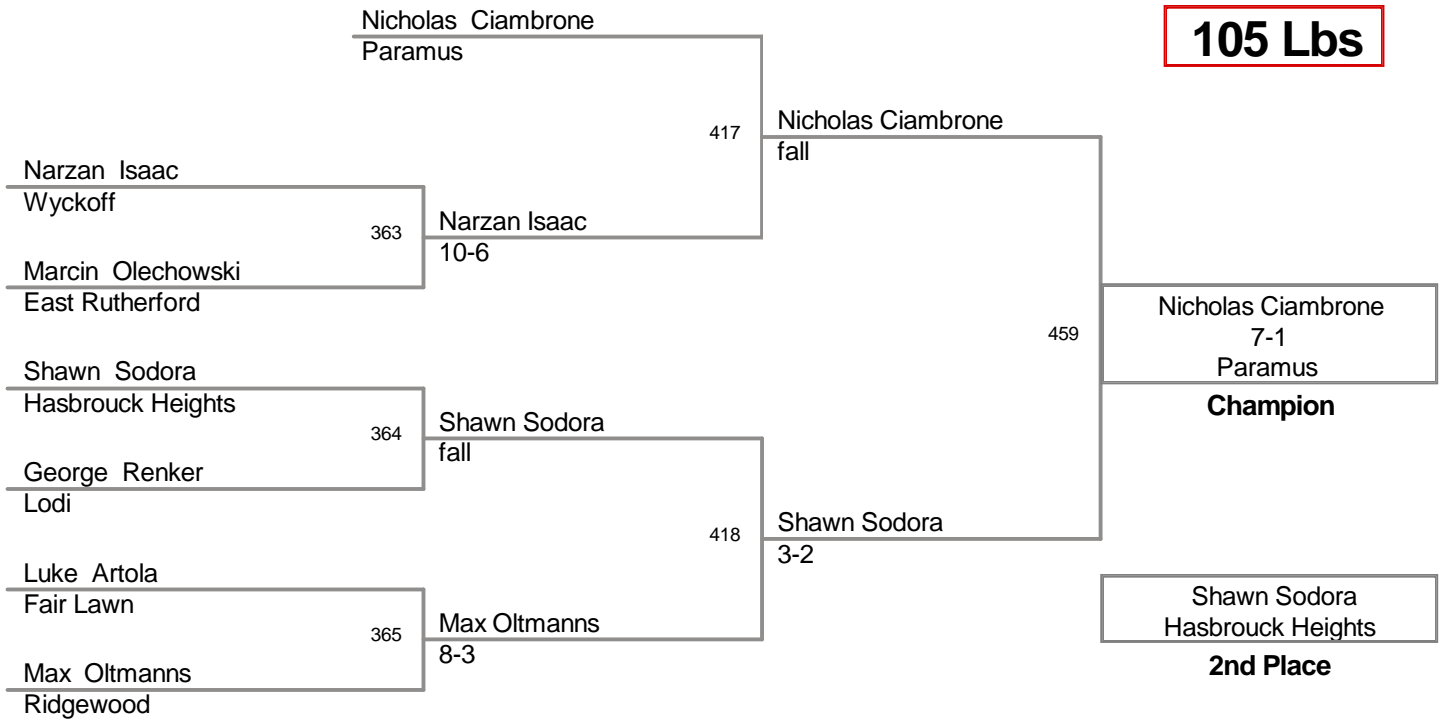 Nicholas Ciambrone
Paramus
105 Lbs
417
Nicholas Ciambrone
fall
Narzan Isaac
Wyckoff
363
Narzan Isaac
10-6
Marcin Olechowski
East Rutherford
459
Nicholas Ciambrone
7-1
Paramus
Champion
Shawn Sodora
Hasbrouck Heights
364
Shawn Sodora
fall
George Renker
Lodi
418
Shawn Sodora
3-2
Luke Artola
Fair Lawn
365
Max Oltmanns
8-3
Max Oltmanns
Ridgewood
Shawn Sodora
Hasbrouck Heights
2nd Place